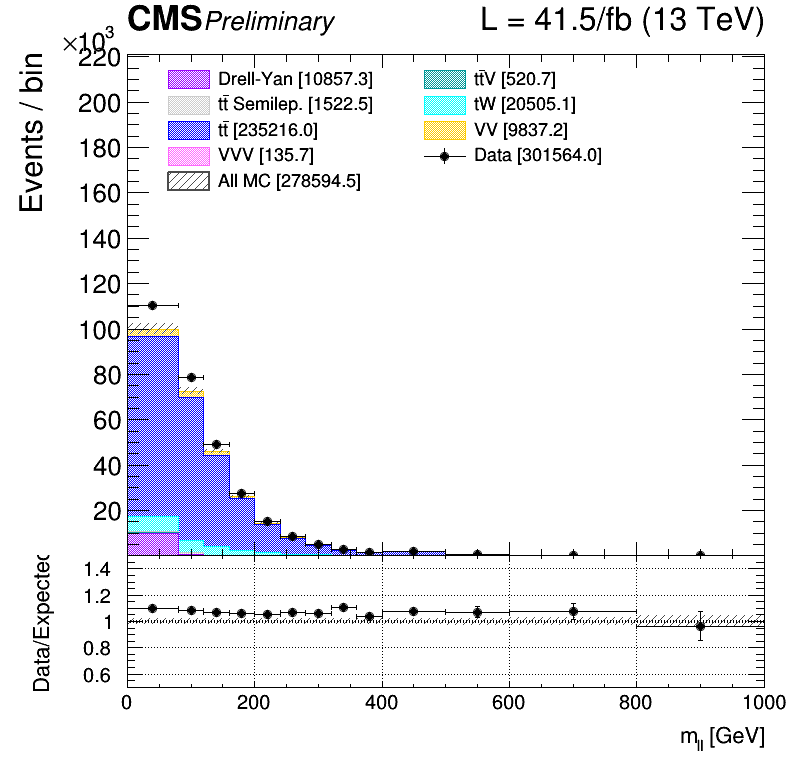 CMS Preliminary L = 41.5/fb (13 TeV)
×10³
Events / bin
220
200
180
160
140
120
100
80
60
40
20
Drell-Yan [10857.3]
tt̄ Semilep. [1522.5]
tt̄ [235216.0]
VVV [135.7]
All MC [278594.5]
tt̄V [520.7]
tW [20505.1]
VV [9837.2]
Data [301564.0]
Data/Expected
1.4
1.2
1
0.8
0.6
0 200 400 600 800 1000
m_ll [GeV]